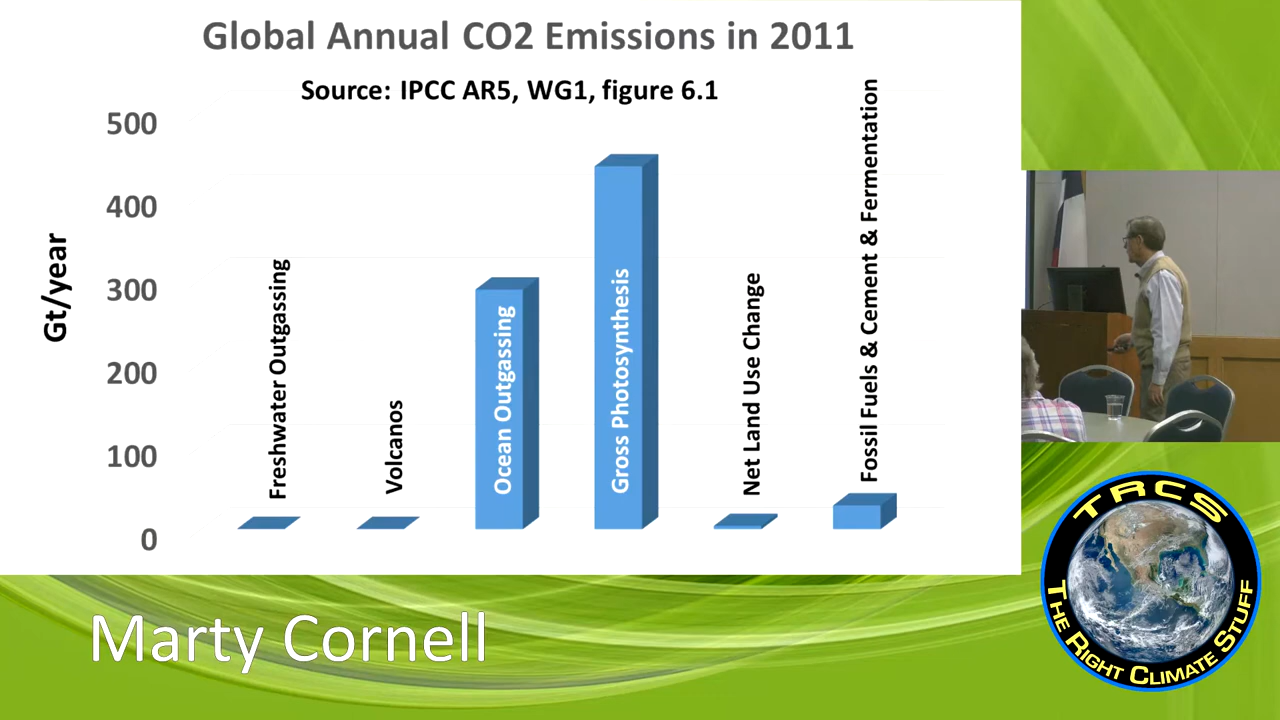 Global Annual CO2 Emissions in 2011
Source: IPCC AR5, WG1, figure 6.1
Gt/year
500
400
300
200
100
0
Freshwater Outgassing
Volcanos
Ocean Outgassing
Gross Photosynthesis
Net Land Use Change
Fossil Fuels & Cement & Fermentation
Marty Cornell
TRCS
THE RIGHT CLIMATE STUFF